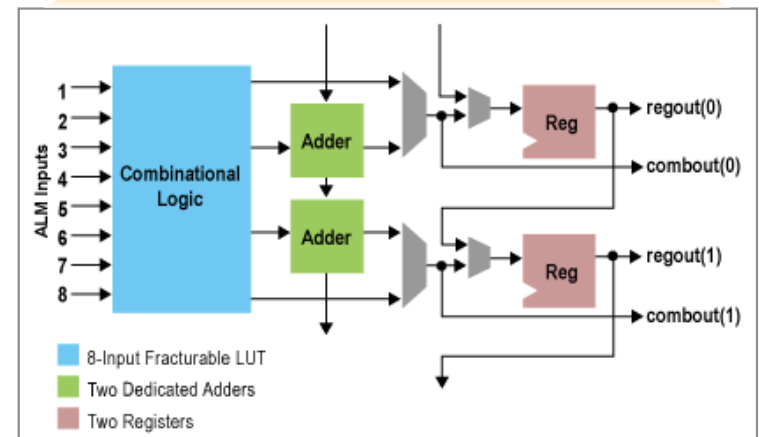 ALM Inputs
1
2
3
4
5
6
7
8
Combinational
Logic
Adder
Adder
Reg
regout(0)
combout(0)
Reg
regout(1)
combout(1)
8-Input Fracturable LUT
Two Dedicated Adders
Two Registers